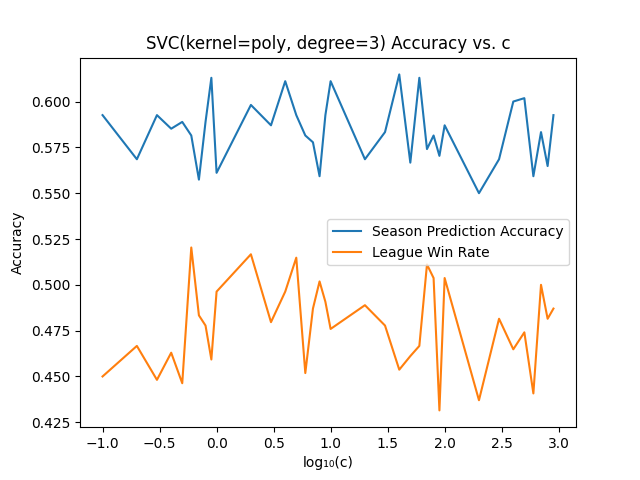 SVC(kernel=poly, degree=3) Accuracy vs. c
0.600
0.575
0.550
0.525
0.500
0.475
0.450
0.425
Accuracy
Season Prediction Accuracy
League Win Rate
−1.0 −0.5 0.0 0.5 1.0 1.5 2.0 2.5 3.0
log₁₀(c)